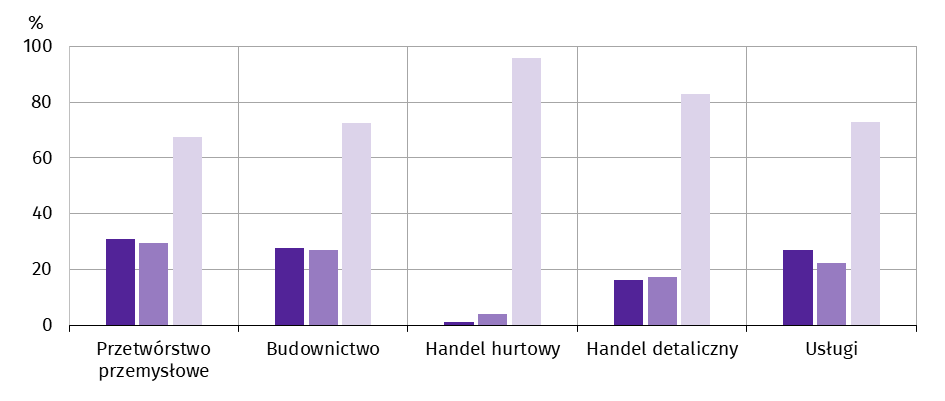 %
100
80
60
40
20
0
Przetwórstwo
przemysłowe
Budownictwo
Handel hurtowy
Handel detaliczny
Usługi